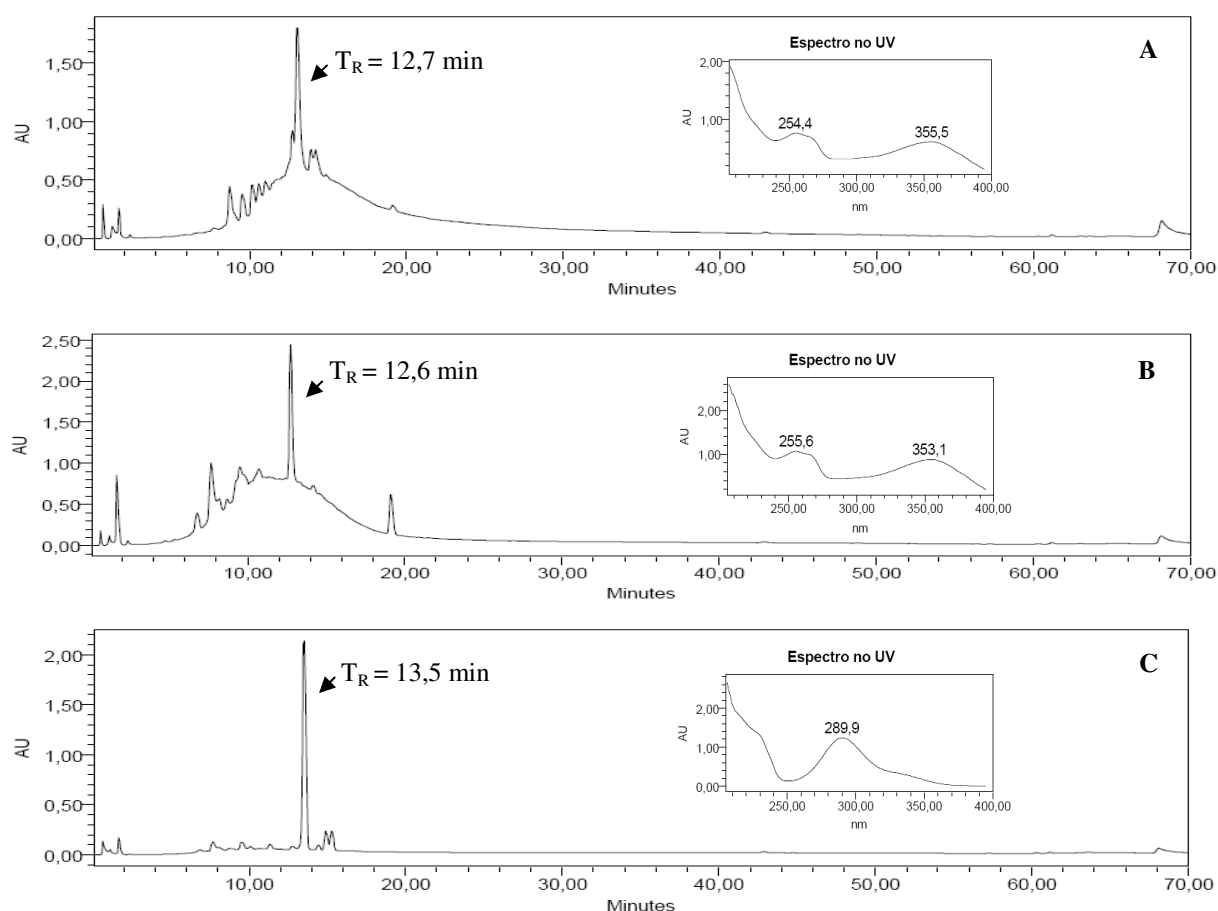 A
T_R = 12,7 min
Espectro no UV
2,00
1,00
AU
254,4
355,5
250,00 300,00 350,00 400,00
nm
1,50
1,00
0,50
0,00
AU
10,00 20,00 30,00 40,00 50,00 60,00 70,00
Minutes
B
T_R = 12,6 min
Espectro no UV
2,00
1,00
AU
255,6
353,1
250,00 300,00 350,00 400,00
nm
2,50
2,00
1,50
1,00
0,50
0,00
AU
10,00 20,00 30,00 40,00 50,00 60,00 70,00
Minutes
C
T_R = 13,5 min
Espectro no UV
2,00
1,00
0,00
AU
289,9
250,00 300,00 350,00 400,00
nm
2,00
1,50
1,00
0,50
0,00
AU
10,00 20,00 30,00 40,00 50,00 60,00 70,00
Minutes